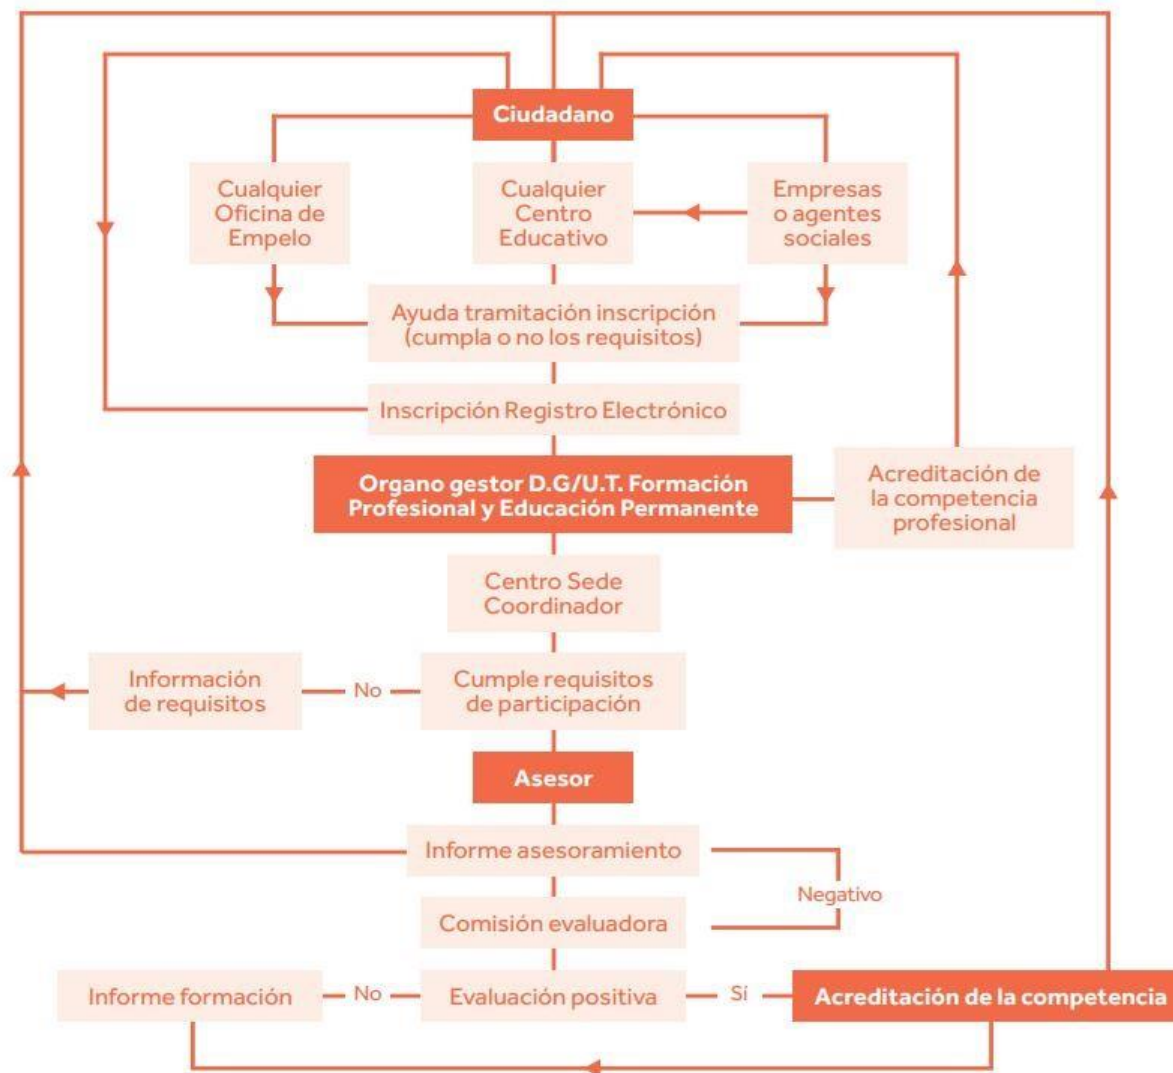 Ciudadano
Cualquier
Oficina de
Empelo
Cualquier
Centro
Educativo
Empresas
o agentes
sociales
Ayuda tramitación inscripción
(cumpla o no los requisitos)
Inscripción Registro Electrónico
Organo gestor D.G/U.T. Formación
Profesional y Educación Permanente
Acreditación de
la competencia
profesional
Centro Sede
Coordinador
Información
de requisitos
No
Cumple requisitos
de participación
Asesor
Informe asesoramiento
Negativo
Comisión evaluadora
Informe formación
No
Evaluación positiva
Sí
Acreditación de la competencia